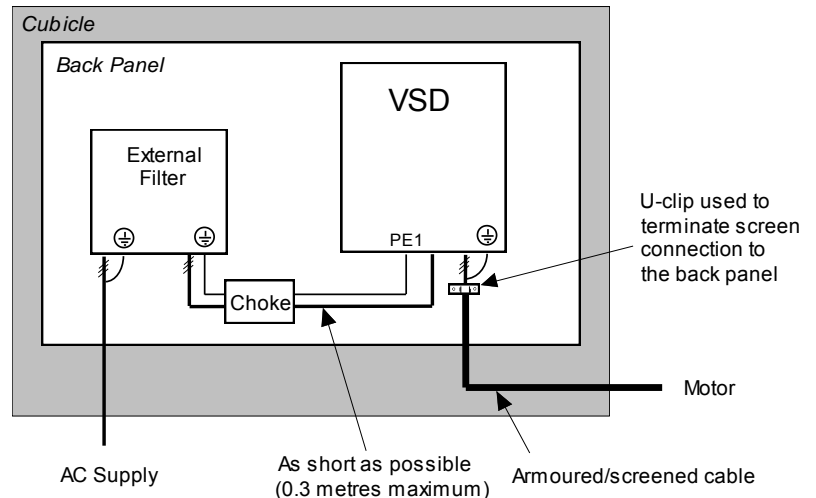 Cubicle
Back Panel
VSD
External
Filter
U-clip used to
terminate screen
connection to
the back panel
PE1
Choke
Motor
AC Supply
As short as possible
(0.3 metres maximum)
Armoured/screened cable